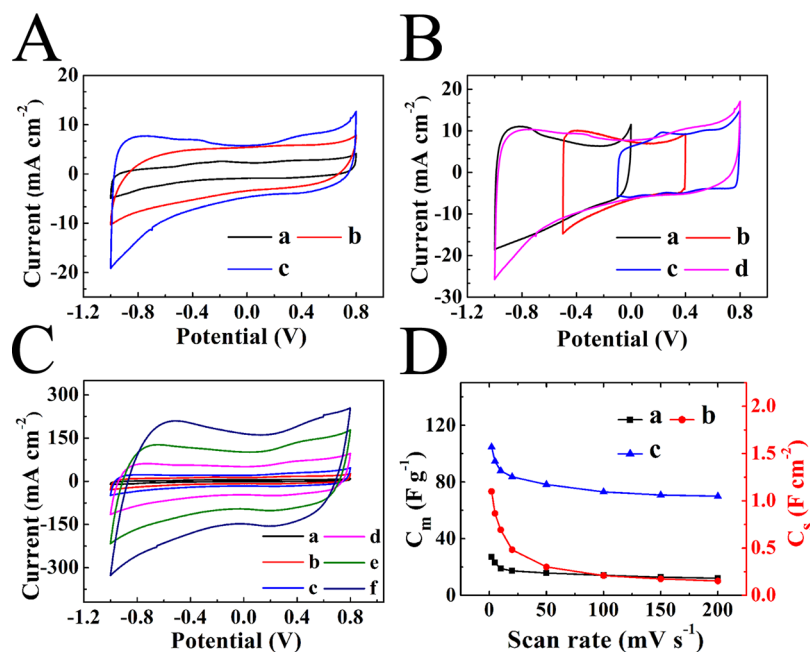 A
20
10
0
-10
-20
Current (mA cm-2)
a
b
c
-1.2
-0.8
-0.4
0.0
0.4
0.8
Potential (V)
B
20
10
0
-10
-20
-30
Current (mA cm-2)
a
b
c
d
-1.2
-0.8
-0.4
0.0
0.4
0.8
Potential (V)
C
300
150
0
-150
-300
Current (mA cm-2)
a
d
b
e
c
f
-1.2
-0.8
-0.4
0.0
0.4
0.8
Potential (V)
D
120
80
40
0
Cm (F g-1)
a
b
c
2.0
1.5
1.0
0.5
0.0
Cs (F cm-2)
0
50
100
150
200
Scan rate (mV s-1)